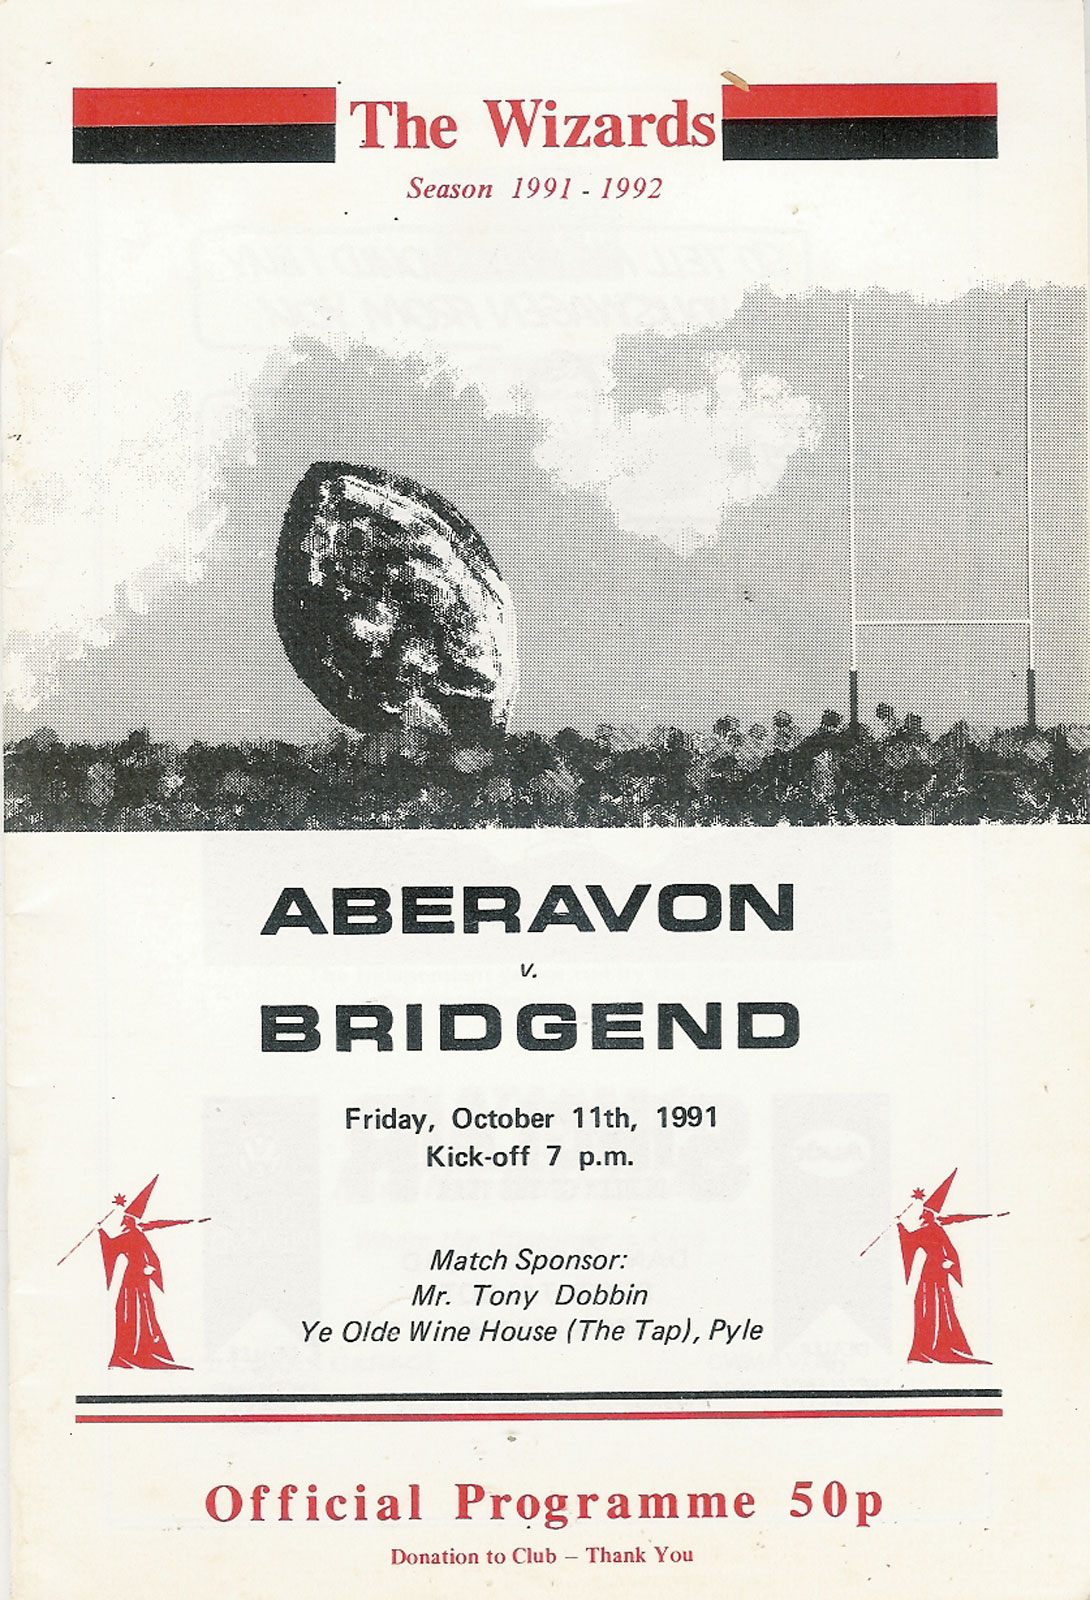 The Wizards
Season 1991 - 1992
ABERAVON
v.
BRIDGEND
Friday, October 11th, 1991
Kick-off 7 p.m.
Match Sponsor:
Mr. Tony Dobbin
Ye Olde Wine House (The Tap), Pyle
Official Programme 50p
Donation to Club – Thank You